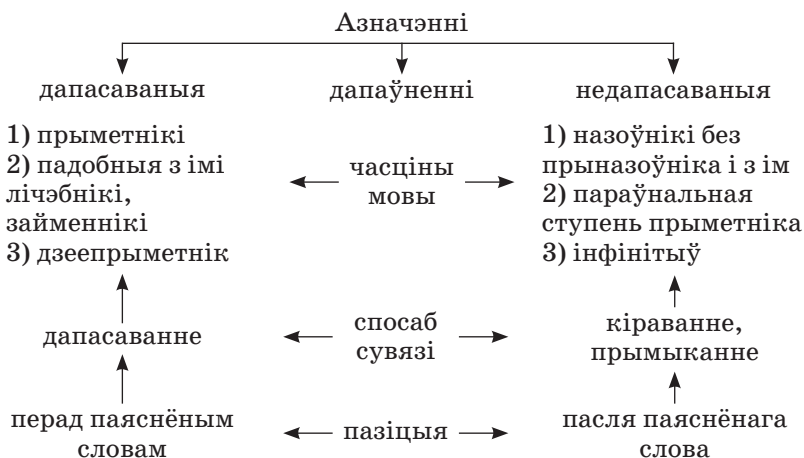 Азначэнні
дапасаваныя
дапаўненні
недапасаваныя
1) прыметнікі
2) падобныя з імі
лічэбнікі,
займеннікі
3) дзеепрыметнік
часціны
мовы
1) назоўнікі без
прыназоўніка і з ім
2) параўнальная
ступень прыметніка
3) інфінітыў
дапасаванне
спосаб
сувязі
кіраванне,
прымыканне
перад паяснёным
словам
пазіцыя
пасля паяснёнага
слова